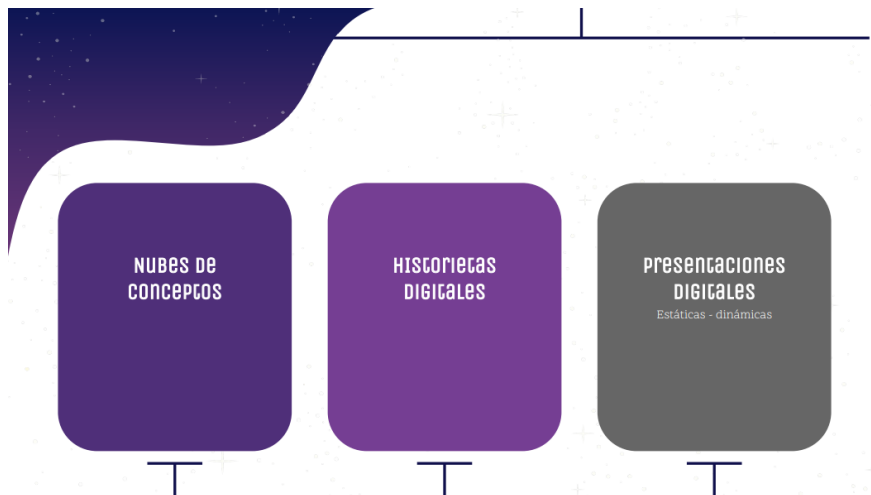 Nubes de
conceptos
Historietas
digitales
Presentaciones
digitales
Estáticas - dinámicas